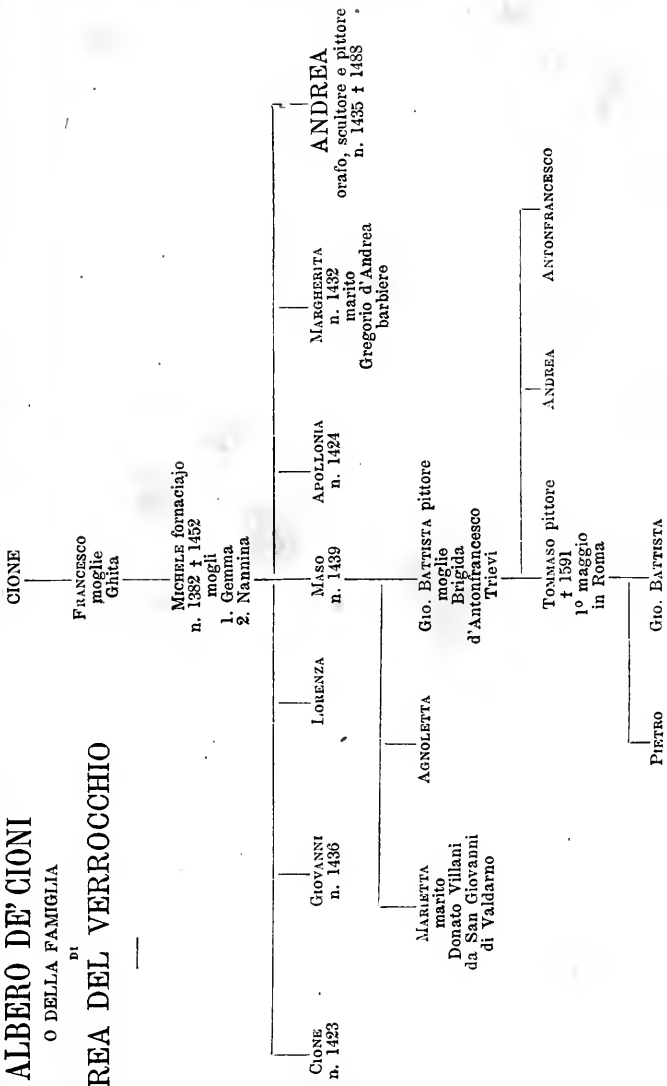 ALBERO DE' CIONI
O DELLA FAMIGLIA
DI
REA DEL VERROCCHIO
CIONE
FRANCESCO
moglie
Ghita
MICHELE fornaciajo
n. 1382 † 1452
mogli
1. Gemma
2. Nannina
CIONE
n. 1423
GIOVANNI
n. 1436
LORENZA
MASO
n. 1439
APOLLONIA
n. 1424
MARGHERITA
n. 1432
marito
Gregorio d'Andrea
barbiere
ANDREA
orafo, scultore e pittore
n. 1435 † 1488
MARIETTA
marito
Donato Villani
da San Giovanni
di Valdarno
AGNOLETTA
GIO. BATTISTA pittore
moglie
Brigida
d'Antonfrancesco
Trievi
TOMMASO pittore
† 1591
1º maggio
in Roma
ANDREA
ANTONFRANCESCO
PIETRO
GIO. BATTISTA